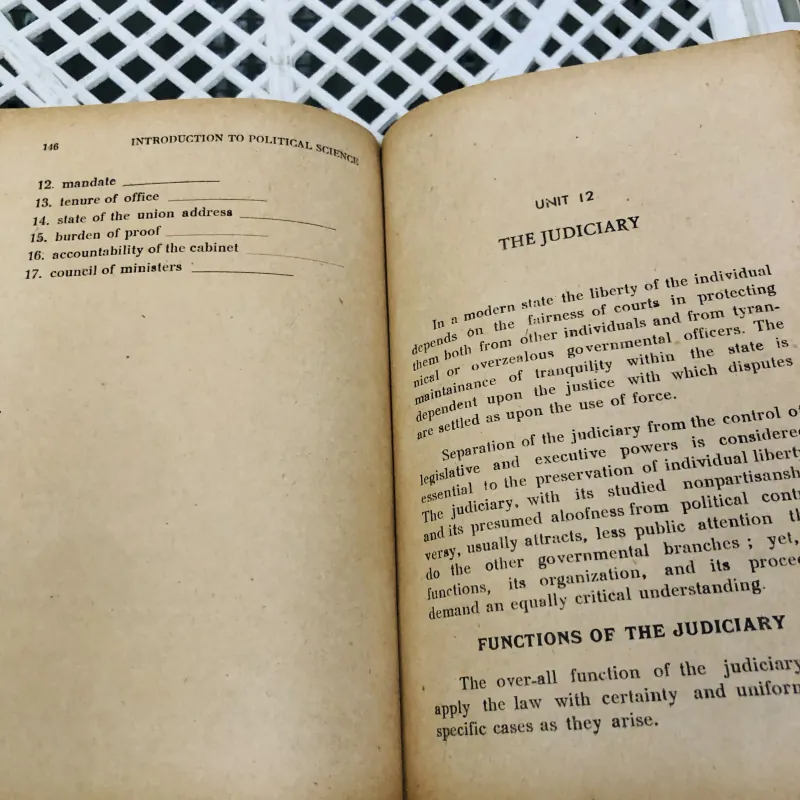 146 INTRODUCTION TO POLITICAL SCIENCE
12. mandate
13. tenure of office
14. state of the union address
15. burden of proof
16. accountability of the cabinet
17. council of ministers
UNIT 12
THE JUDICIARY
In a modern state the liberty of the individual
depends on the fairness of courts in protecting
them both from other individuals and from tyran-
nical or overzealous governmental officers. The
maintainance of tranquility within the state is
dependent upon the justice with which disputes
are settled as upon the use of force.
Separation of the judiciary from the control of
legislative and executive powers is considered
essential to the preservation of individual liberty
The judiciary, with its studied nonpartisansh
and its presumed aloofness from political contr
versy, usually attracts, less public attention th
do the other governmental branches ; yet,
functions, its organization, and its proced
demand an equally critical understanding.
FUNCTIONS OF THE JUDICIARY
The over-all function of the judiciary
apply the law with certainty and uniform
specific cases as they arise.